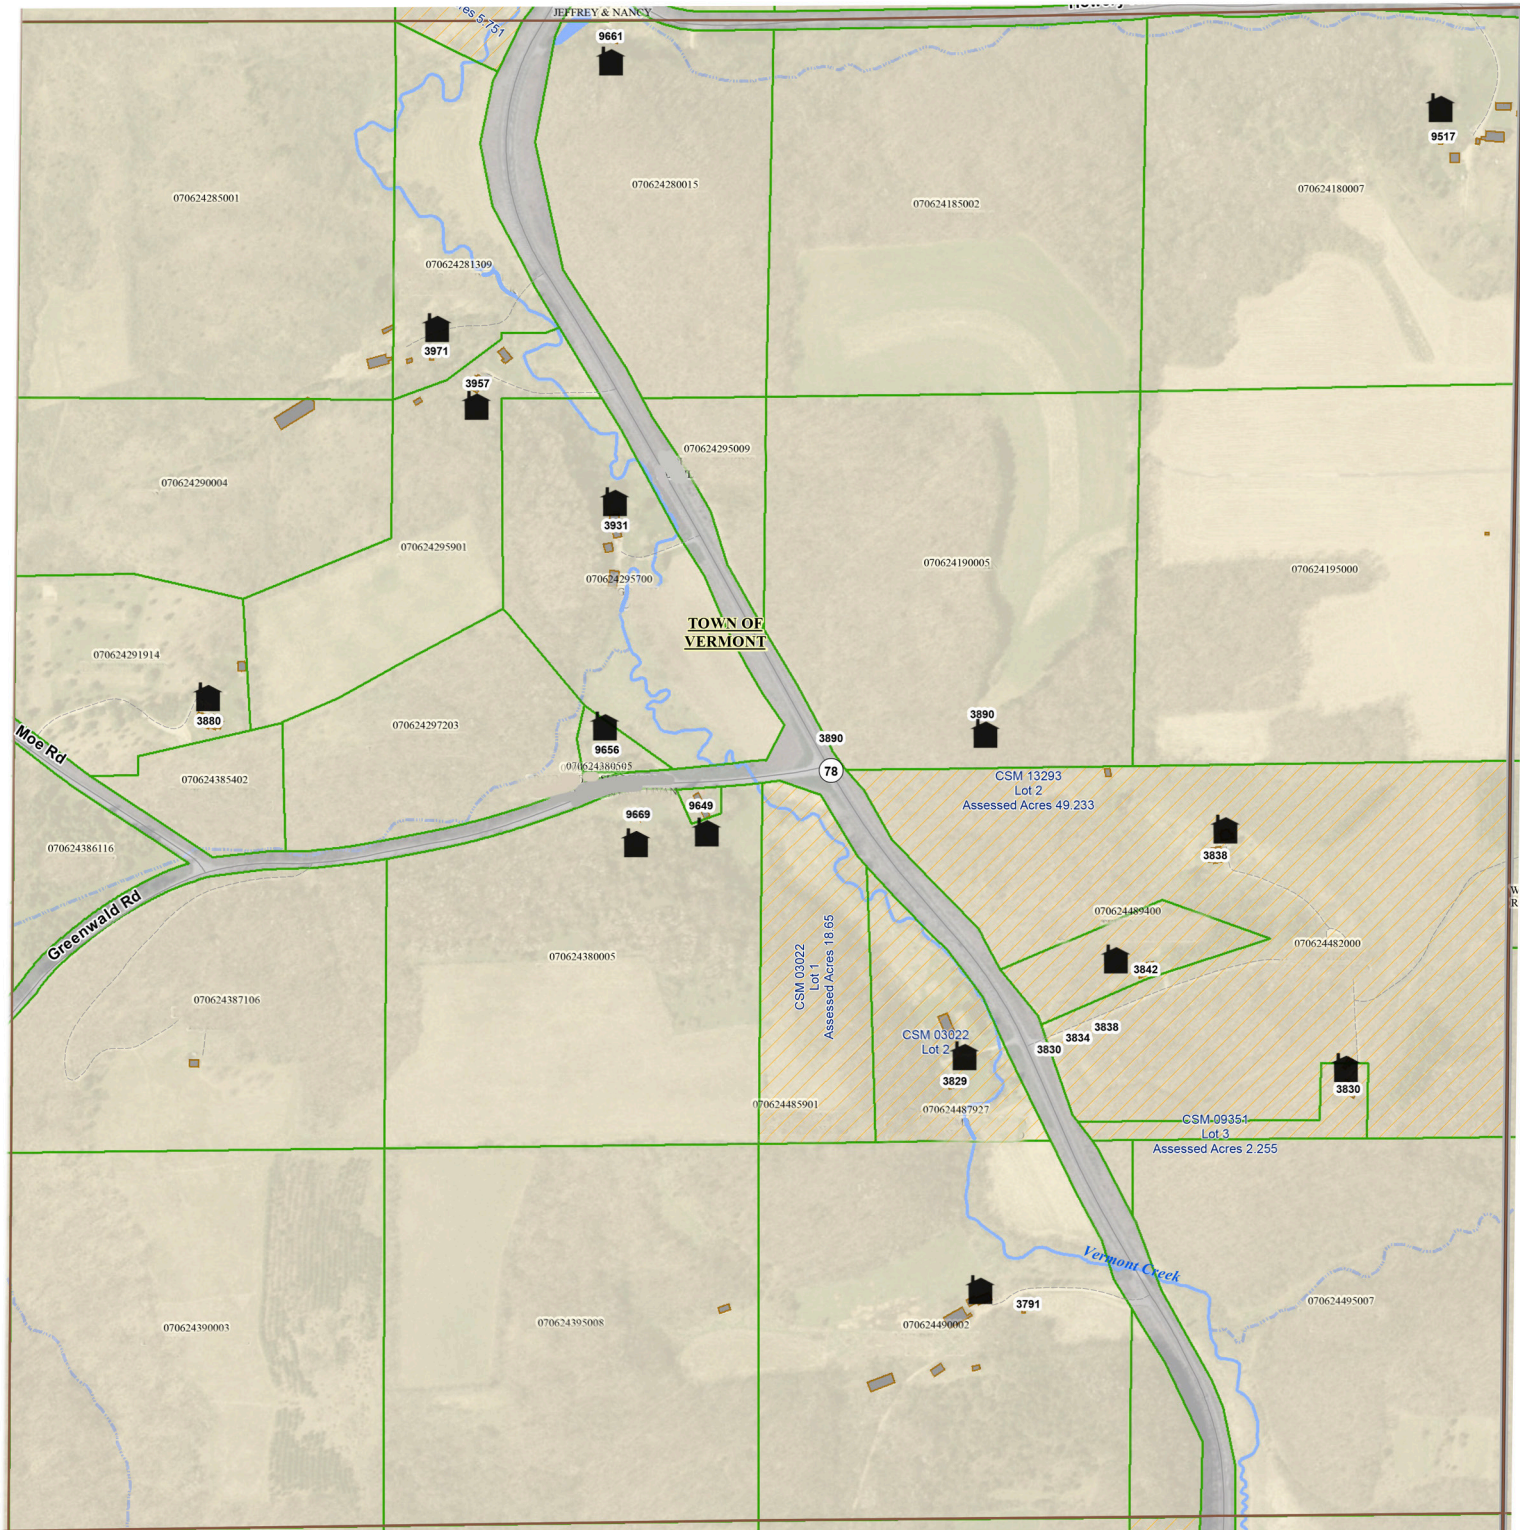 JEFFREY & NANCY
9661
9517
070624285001
070624280015
070624185002
070624180007
070624281309
3971
3957
070624295009
070624290004
3931
070624295901
070624190005
070624195000
070624295700
TOWN OF
VERMONT
070624291914
3880
070624297203
3890
3890
9656
78
Moe Rd
070624380505
070624385402
CSM 13293
Lot 2
Assessed Acres 49.233
9649
9669
070624386116
3838
Greenwald Rd
070624489400
070624482000
070624380005
3842
CSM 03022
Lot 1
Assessed Acres 18.65
070624387106
3838
3834
3830
CSM 03022
Lot 2
3829
3830
070624485901
070624487927
CSM 09351
Lot 3
Assessed Acres 2.255
Vermont Creek
3791
070624495007
070624490002
070624395008
070624390003